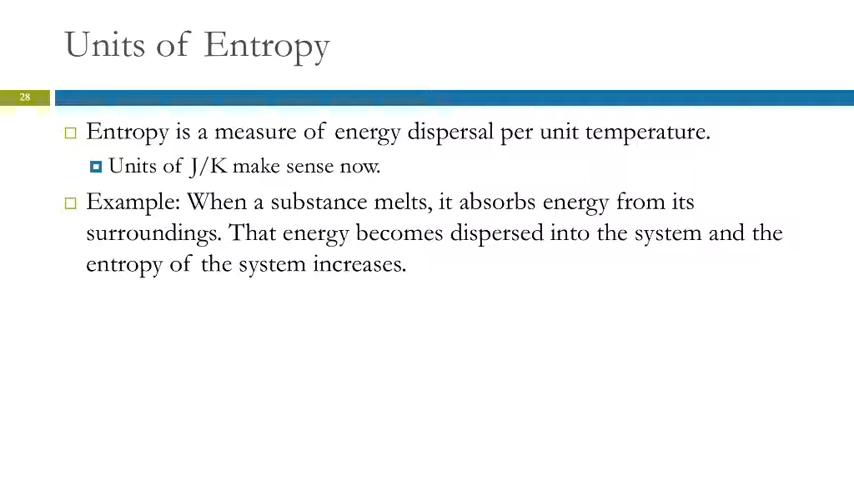 Units of Entropy
28
Entropy is a measure of energy dispersal per unit temperature.
Units of J/K make sense now.
Example: When a substance melts, it absorbs energy from its
surroundings. That energy becomes dispersed into the system and the
entropy of the system increases.